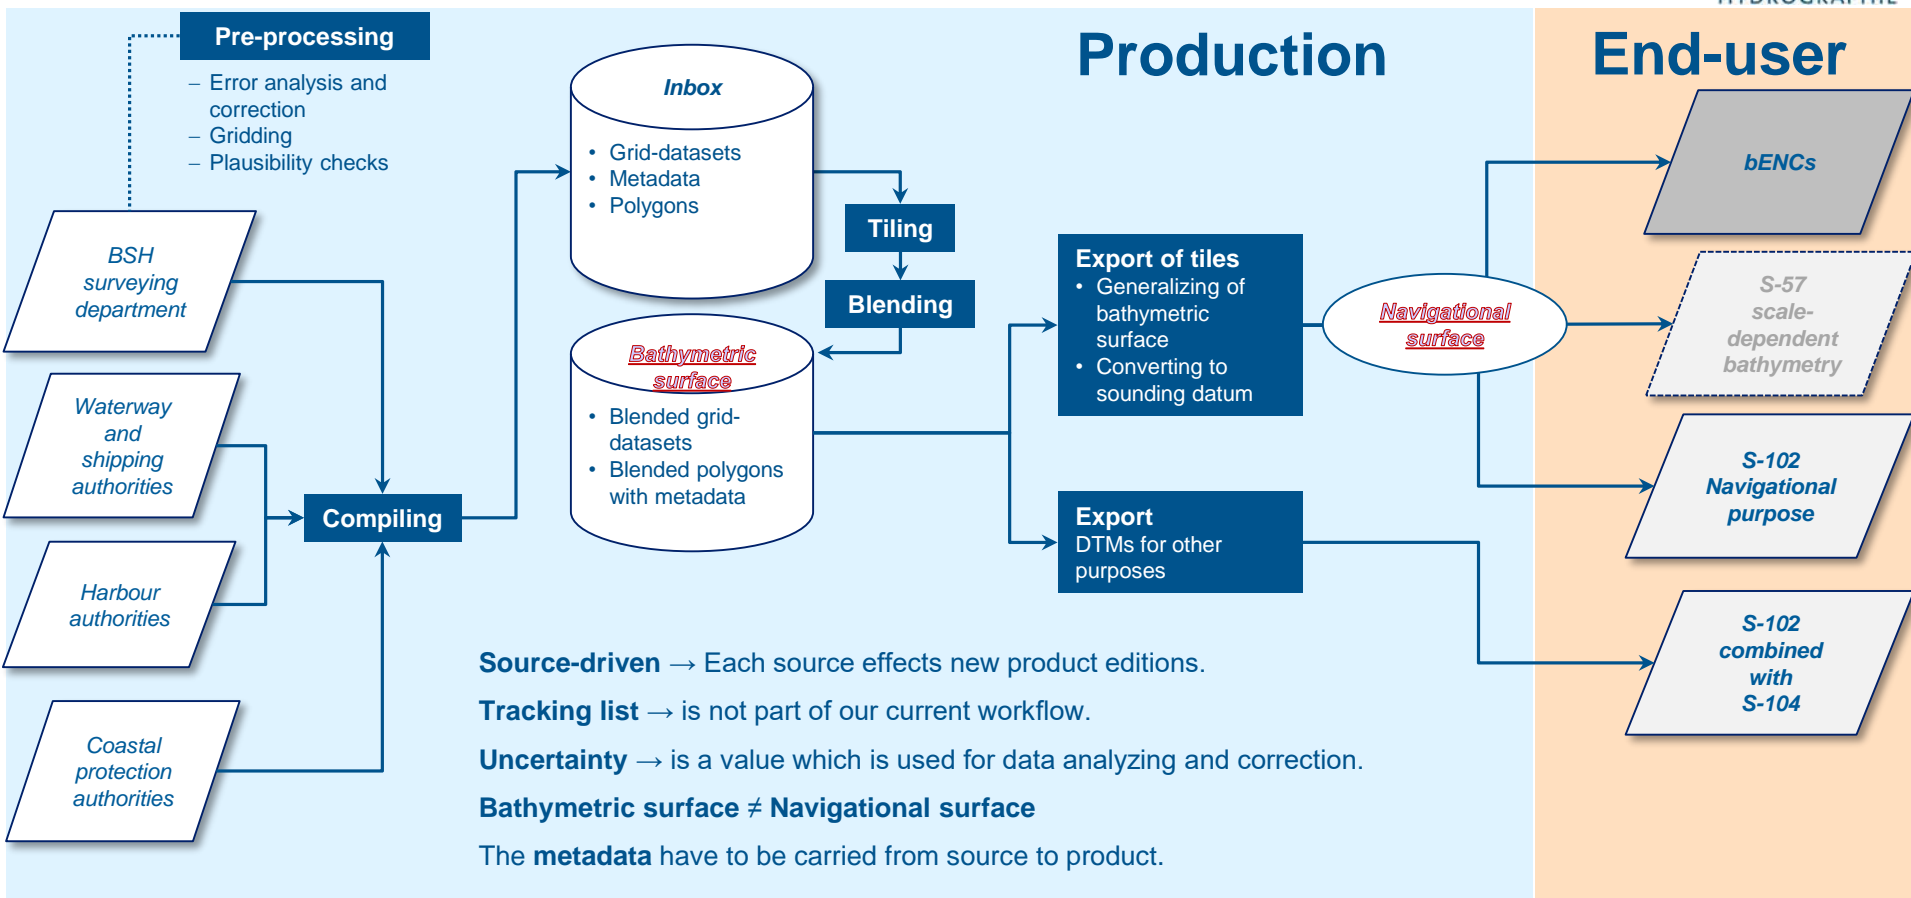 HYDROGRAPHIE
Pre-processing
– Error analysis and
correction
– Gridding
– Plausibility checks
BSH
surveying
department
Waterway
and
shipping
authorities
Harbour
authorities
Coastal
protection
authorities
Compiling
Inbox
• Grid-datasets
• Metadata
• Polygons
Tiling
Blending
Bathymetric
surface
• Blended grid-
datasets
• Blended polygons
with metadata
Production
Export of tiles
• Generalizing of
bathymetric
surface
• Converting to
sounding datum
Export
DTMs for other
purposes
Navigational
surface
End-user
bENCs
S-57
scale-
dependent
bathymetry
S-102
Navigational
purpose
S-102
combined
with
S-104
Source-driven → Each source effects new product editions.
Tracking list → is not part of our current workflow.
Uncertainty → is a value which is used for data analyzing and correction.
Bathymetric surface ≠ Navigational surface
The metadata have to be carried from source to product.